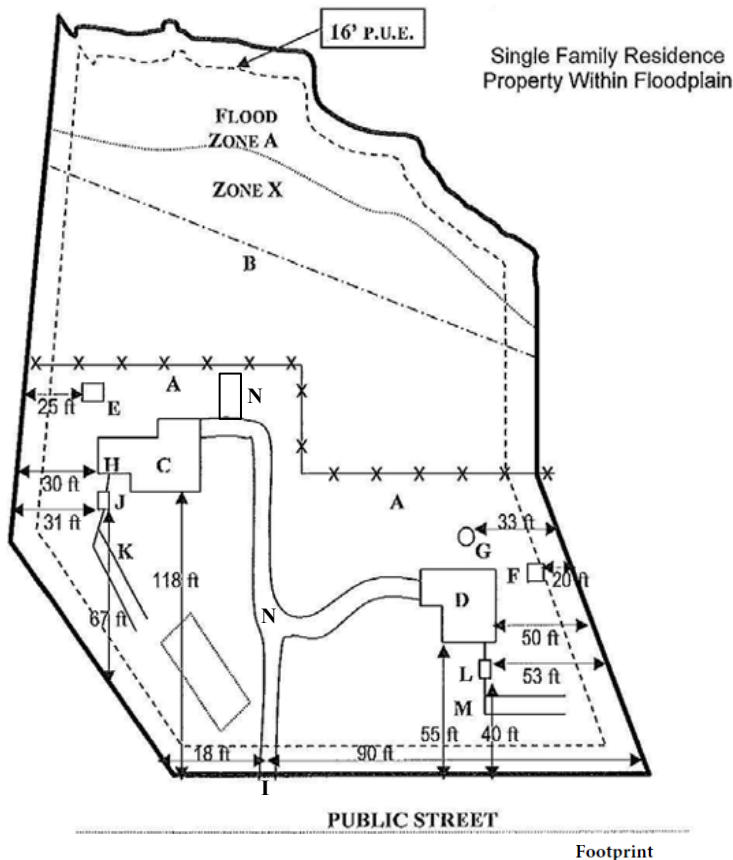 16' P.U.E.
Single Family Residence
Property Within Floodplain
FLOOD
ZONE A
ZONE X
B
A
N
25 ft
E
H
C
30 ft
A
J
31 ft
33 ft
G
K
118 ft
F
20 ft
D
N
67 ft
50 ft
L
53 ft
M
55 ft
40 ft
18 ft
90 ft
I
PUBLIC STREET
Footprint